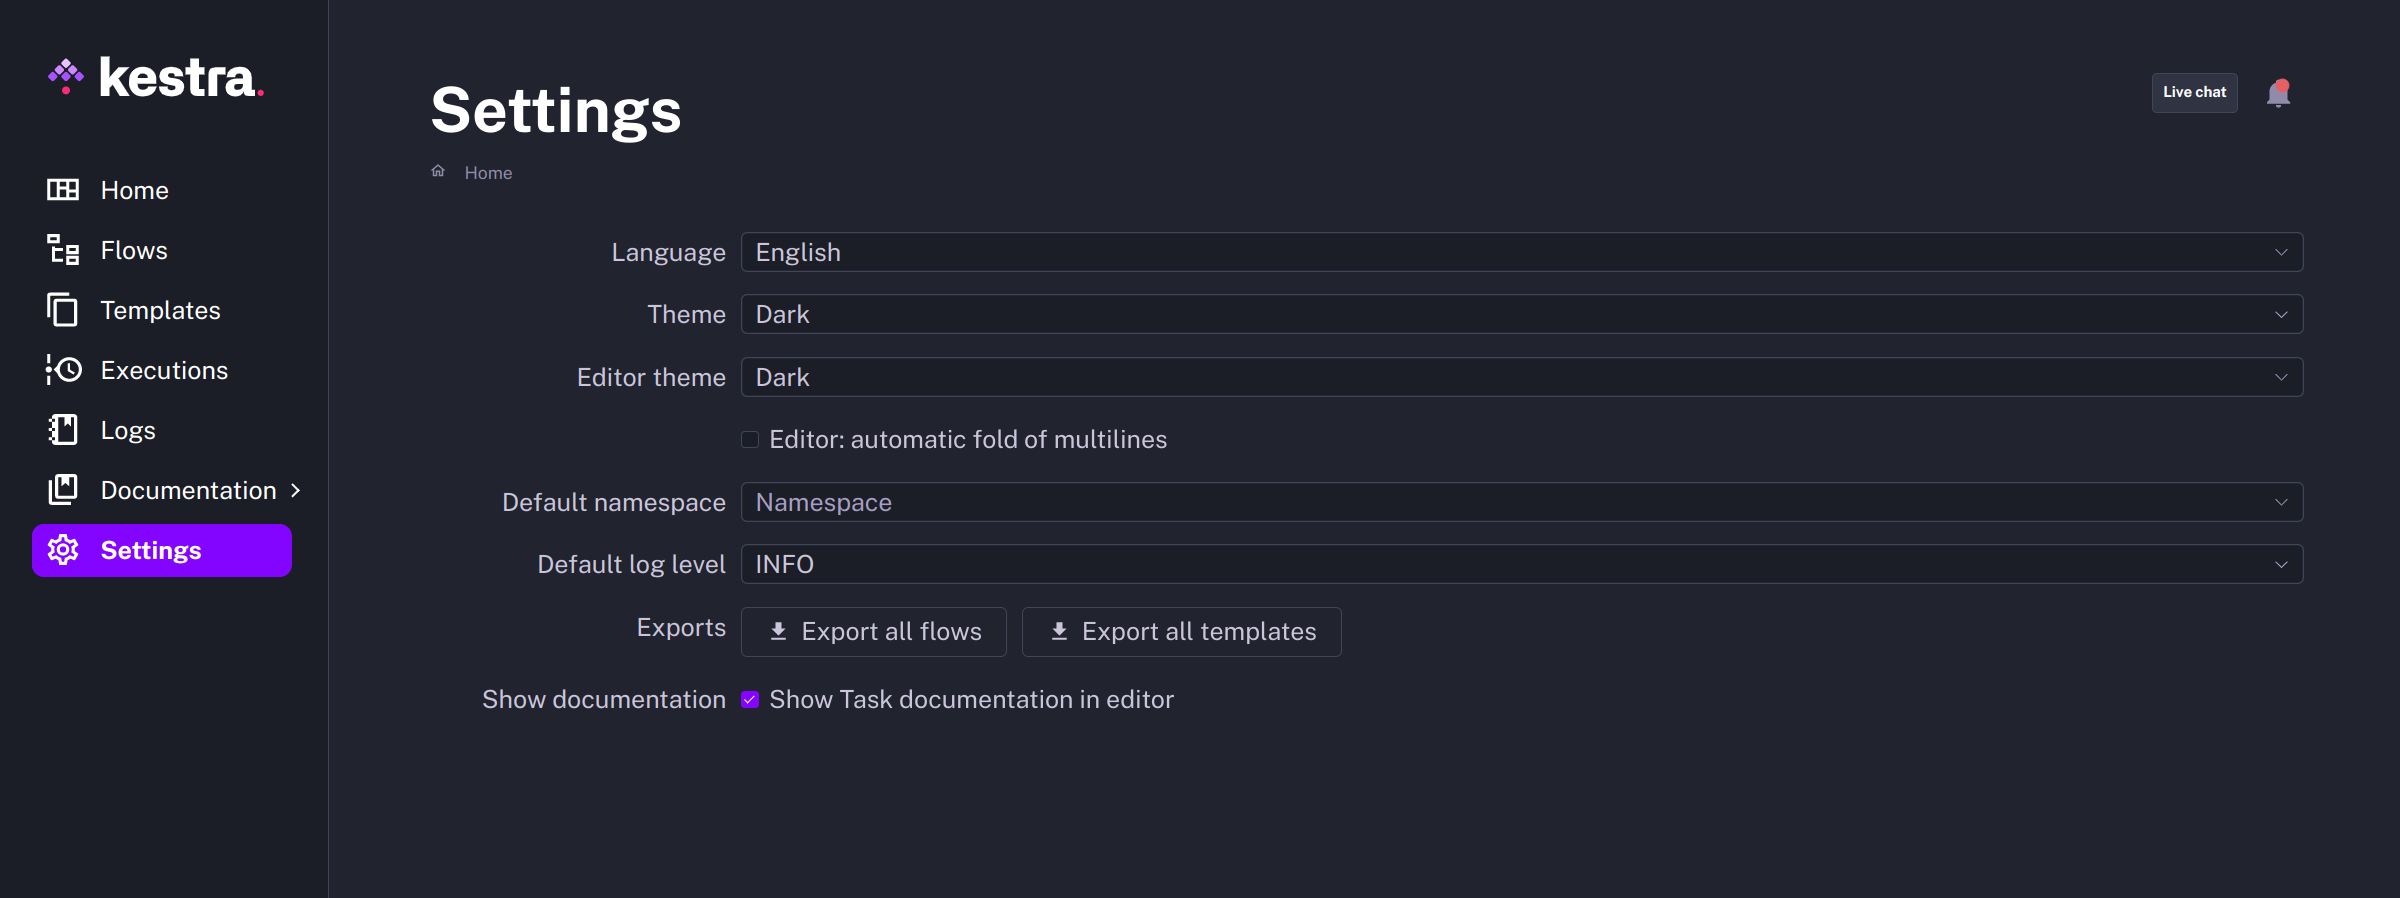 kestra.
Home
Flows
Templates
Executions
Logs
Documentation
Settings
Settings
Live chat
Home
Language English
Theme Dark
Editor theme Dark
Editor: automatic fold of multilines
Default namespace Namespace
Default log level INFO
Exports Export all flows Export all templates
Show documentation Show Task documentation in editor